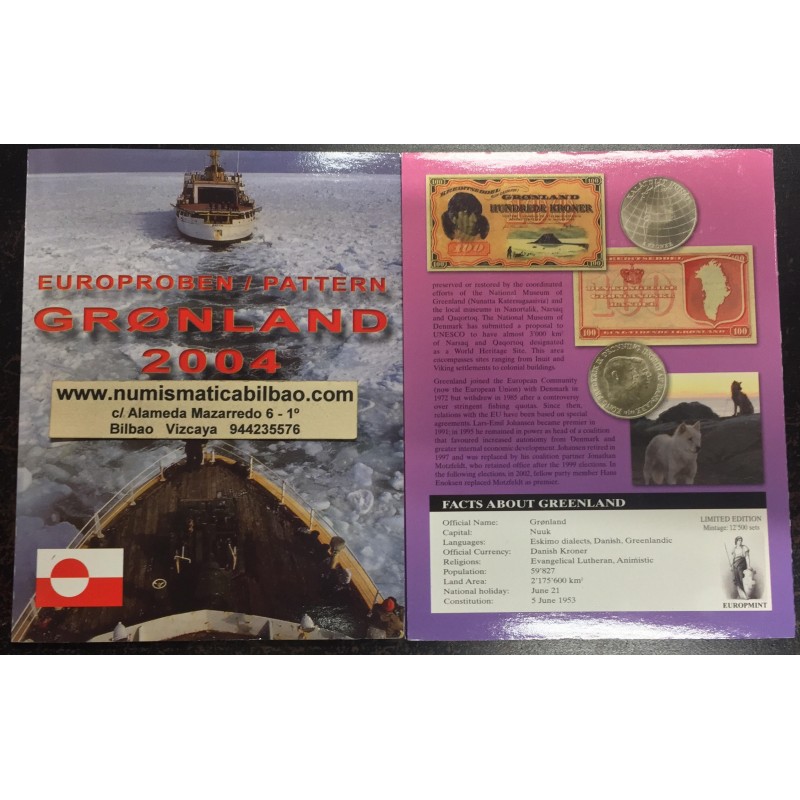 EUROPROBEN / PATTERN
GRØNLAND
2004
www.numismaticabilbao.com
c/ Alameda Mazarredo 6 - 1º
Bilbao Vizcaya 944235576
GRØNLAND
HUNDREDE KRONER
100
100
100
100
preserved or restored by the coordinated
efforts of the National Museum of
Greenland (Nunatta Katersugaasivia) and
the local museums in Nanortalik, Narsaq
and Qaqortoq. The National Museum of
Denmark has submitted a proposal to
UNESCO to have almost 3'000 km²
of Narsaq and Qaqortoq designated
as a World Heritage Site. This area
encompasses sites ranging from Inuit and
Viking settlements to colonial buildings.
Greenland joined the European Community
(now the European Union) with Denmark in
1972 but withdrew in 1985 after a controversy
over stringent fishing quotas. Since then,
relations with the EU have been based on special
agreements. Lars-Emil Johansen became premier in
1991; in 1995 he remained in power as head of a coalition
that favoured increased autonomy from Denmark and
greater internal economic development. Johansen retired in
1997 and was replaced by his coalition partner Jonathan
Motzfeldt, who retained office after the 1999 elections. In
the following elections, in 2002, fellow party member Hans
Enoksen replaced Motzfeldt as premier.
FACTS ABOUT GREENLAND
Official Name: Grønland
Capital: Nuuk
Languages: Eskimo dialects, Danish, Greenlandic
Official Currency: Danish Kroner
Religions: Evangelical Lutheran, Animistic
Population: 59'827
Land Area: 2'175'600 km²
National holiday: June 21
Constitution: 5 June 1953
LIMITED EDITION
Mintage: 12'500 sets
EUROPMINT